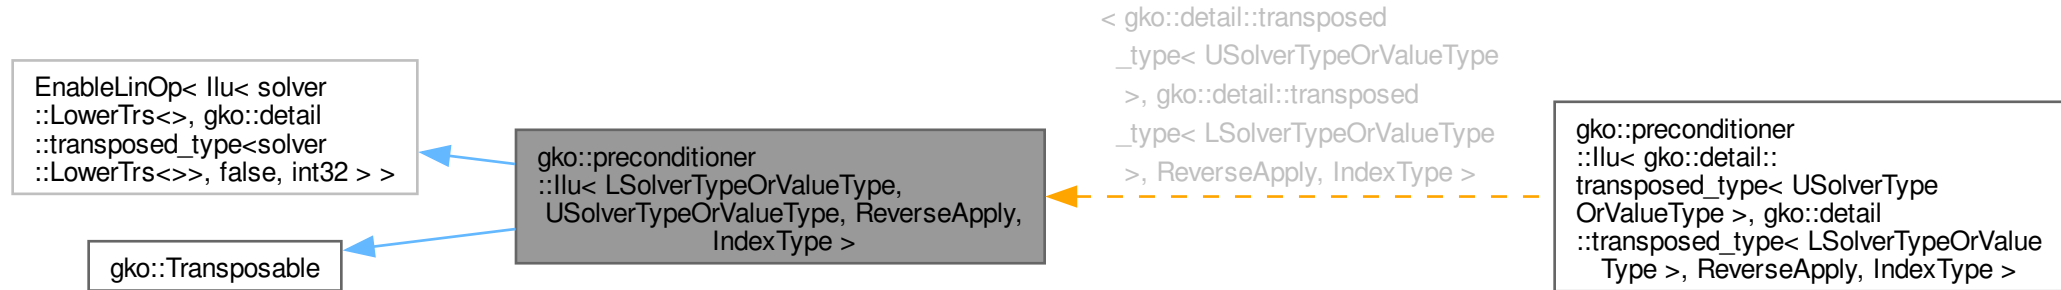 EnableLinOp< Ilu< solver
::LowerTrs<>, gko::detail
::transposed_type<solver
::LowerTrs<>>, false, int32 > >
gko::Transposable
gko::preconditioner
::Ilu< LSolverTypeOrValueType,
USolverTypeOrValueType, ReverseApply,
IndexType >
< gko::detail::transposed
_type< USolverTypeOrValueType
>, gko::detail::transposed
_type< LSolverTypeOrValueType
>, ReverseApply, IndexType >
gko::preconditioner
::Ilu< gko::detail::
transposed_type< USolverType
OrValueType >, gko::detail
::transposed_type< LSolverTypeOrValue
Type >, ReverseApply, IndexType >